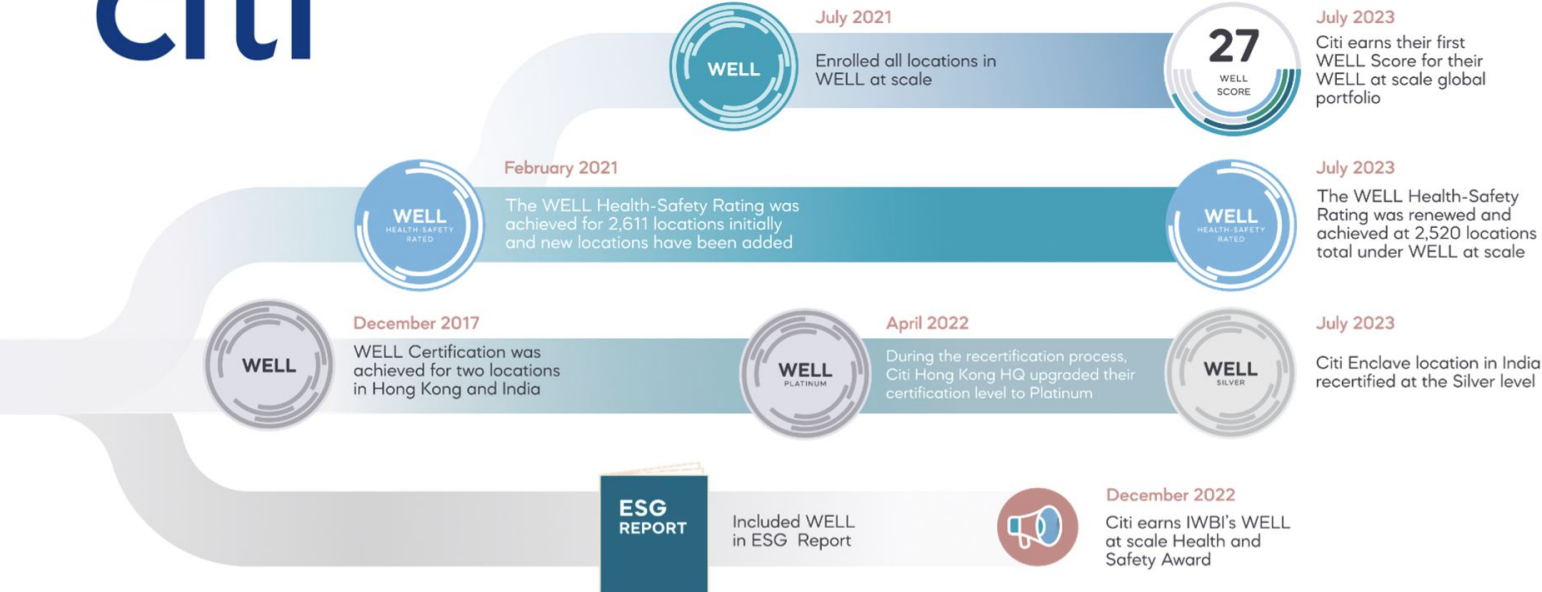 citi
WELL
July 2021
Enrolled all locations in
WELL at scale
27
WELL
SCORE
July 2023
Citi earns their first
WELL Score for their
WELL at scale global
portfolio
WELL
HEALTH-SAFETY
RATED
February 2021
The WELL Health-Safety Rating was
achieved for 2,611 locations initially
and new locations have been added
WELL
HEALTH-SAFETY
RATED
July 2023
The WELL Health-Safety
Rating was renewed and
achieved at 2,520 locations
total under WELL at scale
WELL
December 2017
WELL Certification was
achieved for two locations
in Hong Kong and India
WELL
PLATINUM
April 2022
During the recertification process,
Citi Hong Kong HQ upgraded their
certification level to Platinum
WELL
SILVER
July 2023
Citi Enclave location in India
recertified at the Silver level
ESG
REPORT
Included WELL
in ESG Report
December 2022
Citi earns IWBI's WELL
at scale Health and
Safety Award